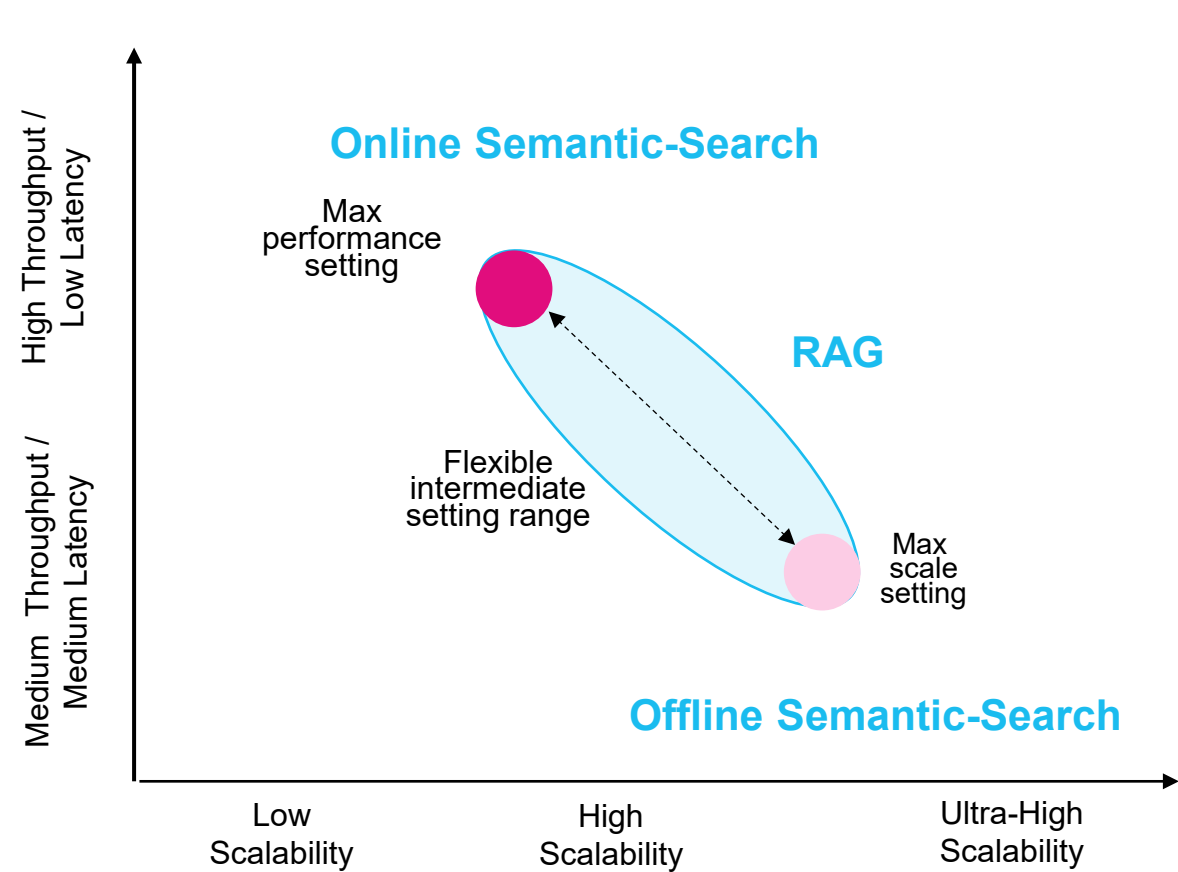 High Throughput /
Low Latency
Medium Throughput /
Medium Latency
Online Semantic-Search
Max
performance
setting
RAG
Flexible
intermediate
setting range
Max
scale
setting
Offline Semantic-Search
Low
Scalability
High
Scalability
Ultra-High
Scalability